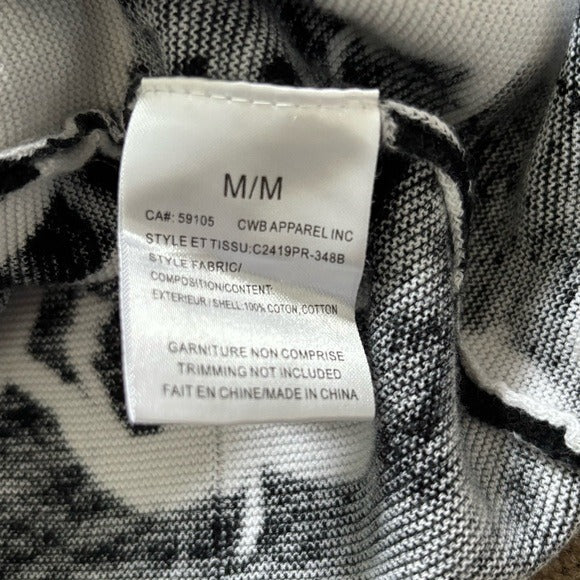 M/M
CA#: 59105 CWB APPAREL INC
STYLE ET TISSU:C2419PR-348B
STYLE FABRIC/
COMPOSITION/CONTENT:
EXTERIEUR/SHELL:100% COTON, COTTON
GARNITURE NON COMPRISE
TRIMMING NOT INCLUDED
FAIT EN CHINE/MADE IN CHINA